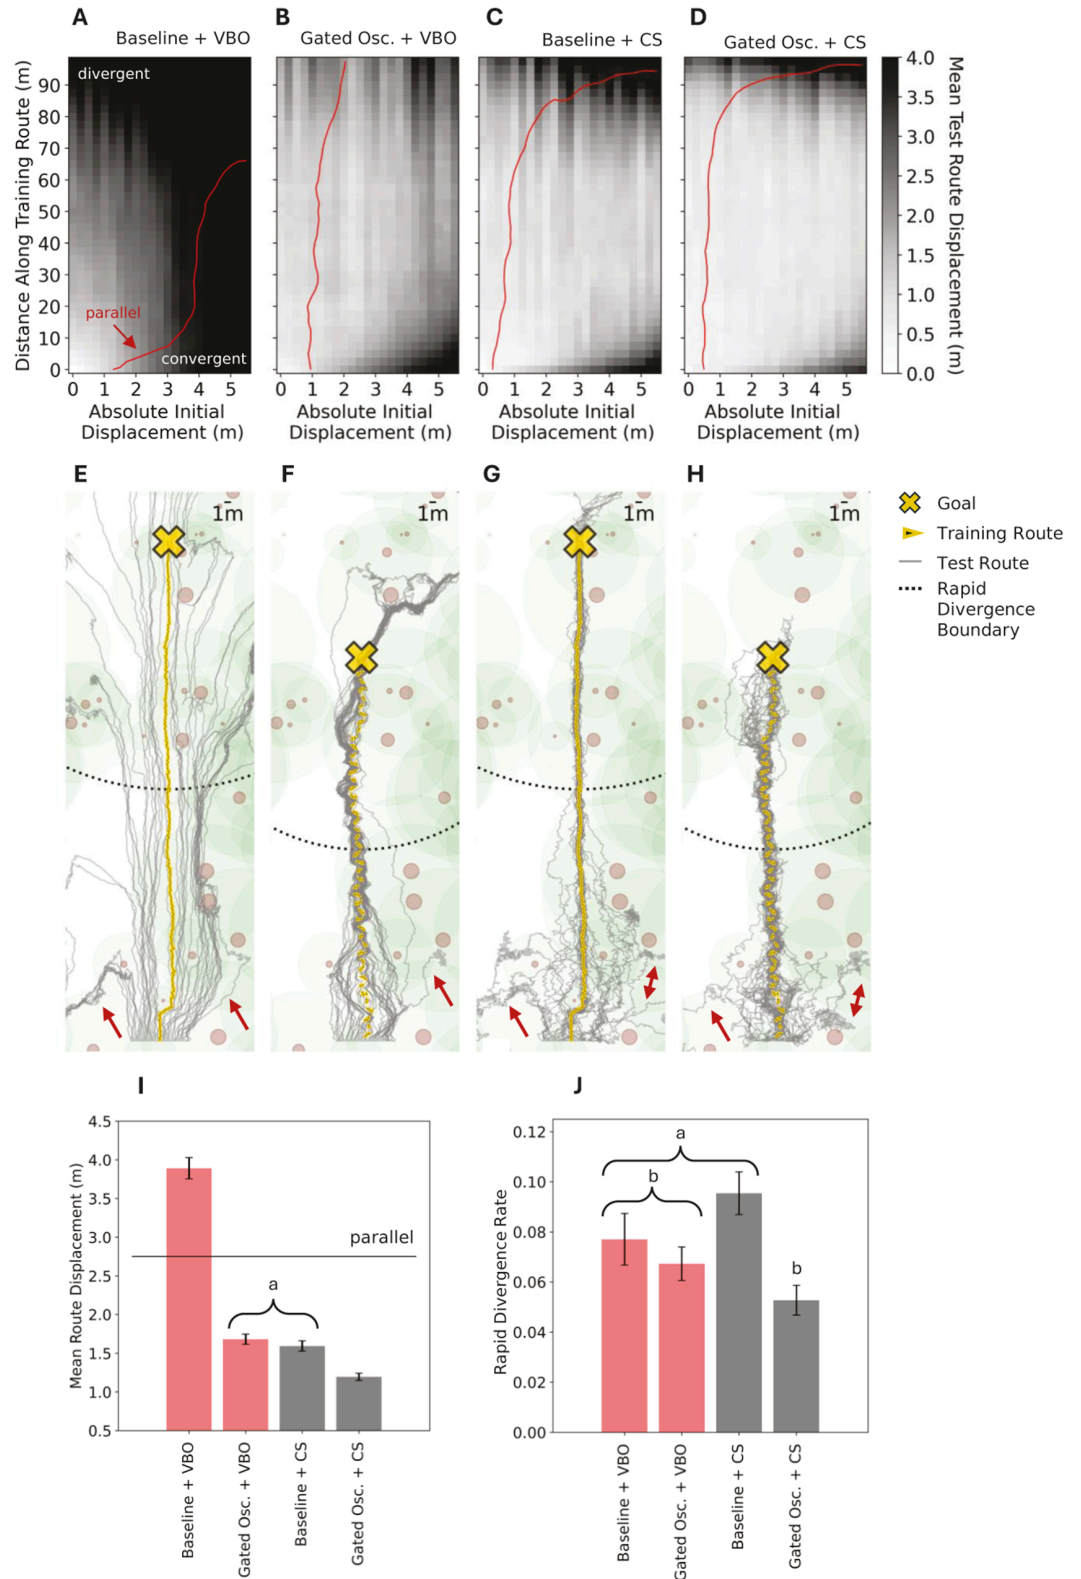 A
B
C
D
Baseline + VBO
Gated Osc. + VBO
Baseline + CS
Gated Osc. + CS
Distance Along Training Route (m)
90
80
70
60
50
40
30
20
10
0
divergent
parallel
convergent
0 1 2 3 4 5
0 1 2 3 4 5
0 1 2 3 4 5
0 1 2 3 4 5
Absolute Initial
Displacement (m)
Absolute Initial
Displacement (m)
Absolute Initial
Displacement (m)
Absolute Initial
Displacement (m)
4.0
3.5
3.0
2.5
2.0
1.5
1.0
0.5
0.0
Mean Test Route Displacement (m)
E
F
G
H
1m
1m
1m
1m
Goal
Training Route
Test Route
Rapid
Divergence
Boundary
I
Mean Route Displacement (m)
4.5
4.0
3.5
3.0
2.5
2.0
1.5
1.0
0.5
parallel
a
Baseline + VBO
Gated Osc. + VBO
Baseline + CS
Gated Osc. + CS
J
Rapid Divergence Rate
0.12
0.10
0.08
0.06
0.04
0.02
0.00
a
b
b
Baseline + VBO
Gated Osc. + VBO
Baseline + CS
Gated Osc. + CS